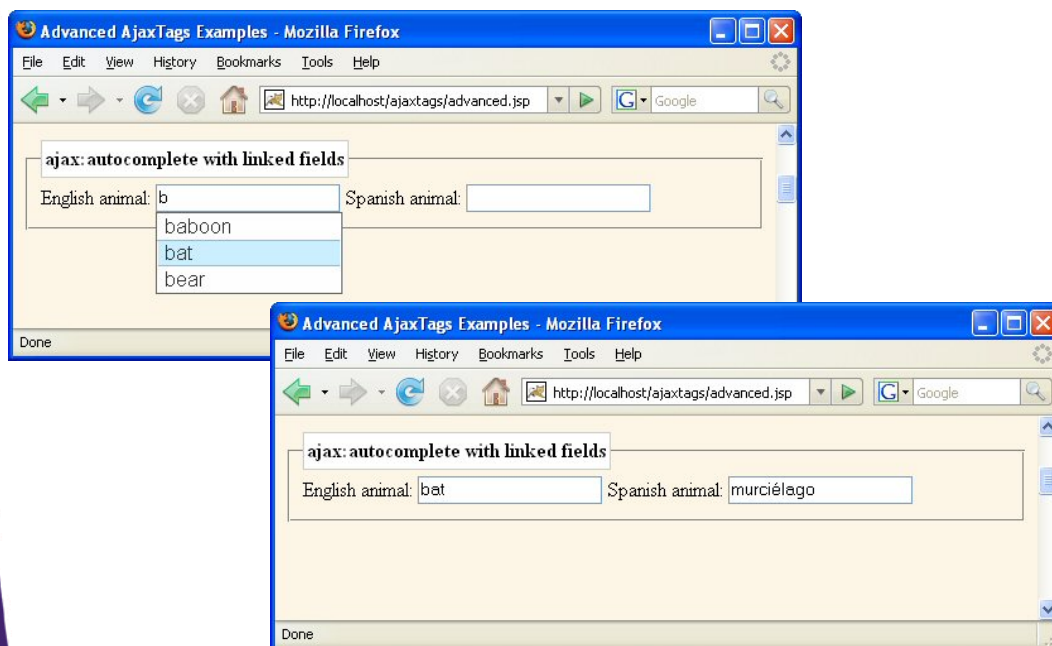 Advanced AjaxTags Examples - Mozilla Firefox
File Edit View History Bookmarks Tools Help
http://localhost/ajaxtags/advanced.jsp G Google
ajax:autocomplete with linked fields
English animal: b Spanish animal:
baboon
bat
bear
Done
Advanced AjaxTags Examples - Mozilla Firefox
File Edit View History Bookmarks Tools Help
http://localhost/ajaxtags/advanced.jsp G Google
ajax:autocomplete with linked fields
English animal: bat Spanish animal: murciélago
Done